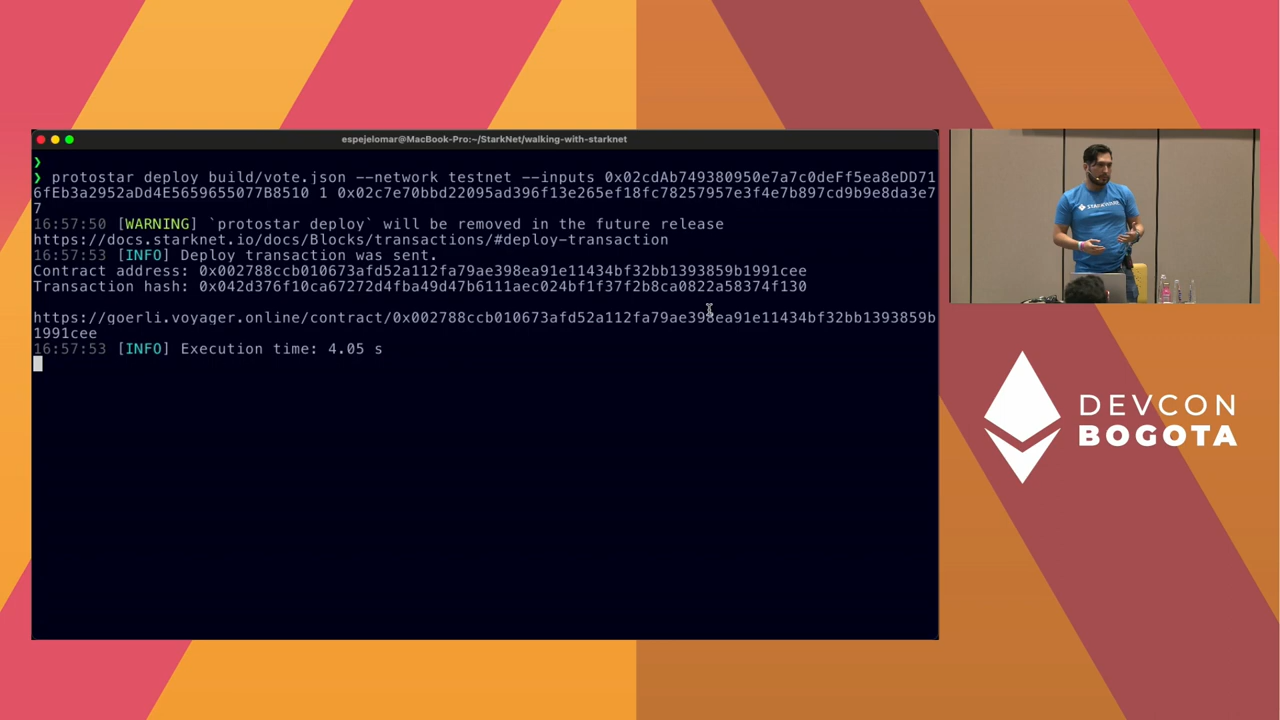 espejelomar@MacBook-Pro:~/StarkNet/walking-with-starknet
❯
❯ protostar deploy build/vote.json --network testnet --inputs 0x02cdAb749380950e7a7c0deFf5ea8eDD71
6fEb3a2952aDd4E5659655077B8510 1 0x02c7e70bbd22095ad396f13e265ef18fc78257957e3f4e7b897cd9b9e8da3e7
7
16:57:50 [WARNING] `protostar deploy` will be removed in the future release
https://docs.starknet.io/docs/Blocks/transactions/#deploy-transaction
16:57:53 [INFO] Deploy transaction was sent.
Contract address: 0x002788ccb010673afd52a112fa79ae398ea91e11434bf32bb1393859b1991cee
Transaction hash: 0x042d376f10ca67272d4fba49d47b6111aec024bf1f37f2b8ca0822a58374f130
https://goerli.voyager.online/contract/0x002788ccb010673afd52a112fa79ae398ea91e11434bf32bb1393859b
1991cee
16:57:53 [INFO] Execution time: 4.05 s
STARKWARE
DEVCON
BOGOTA